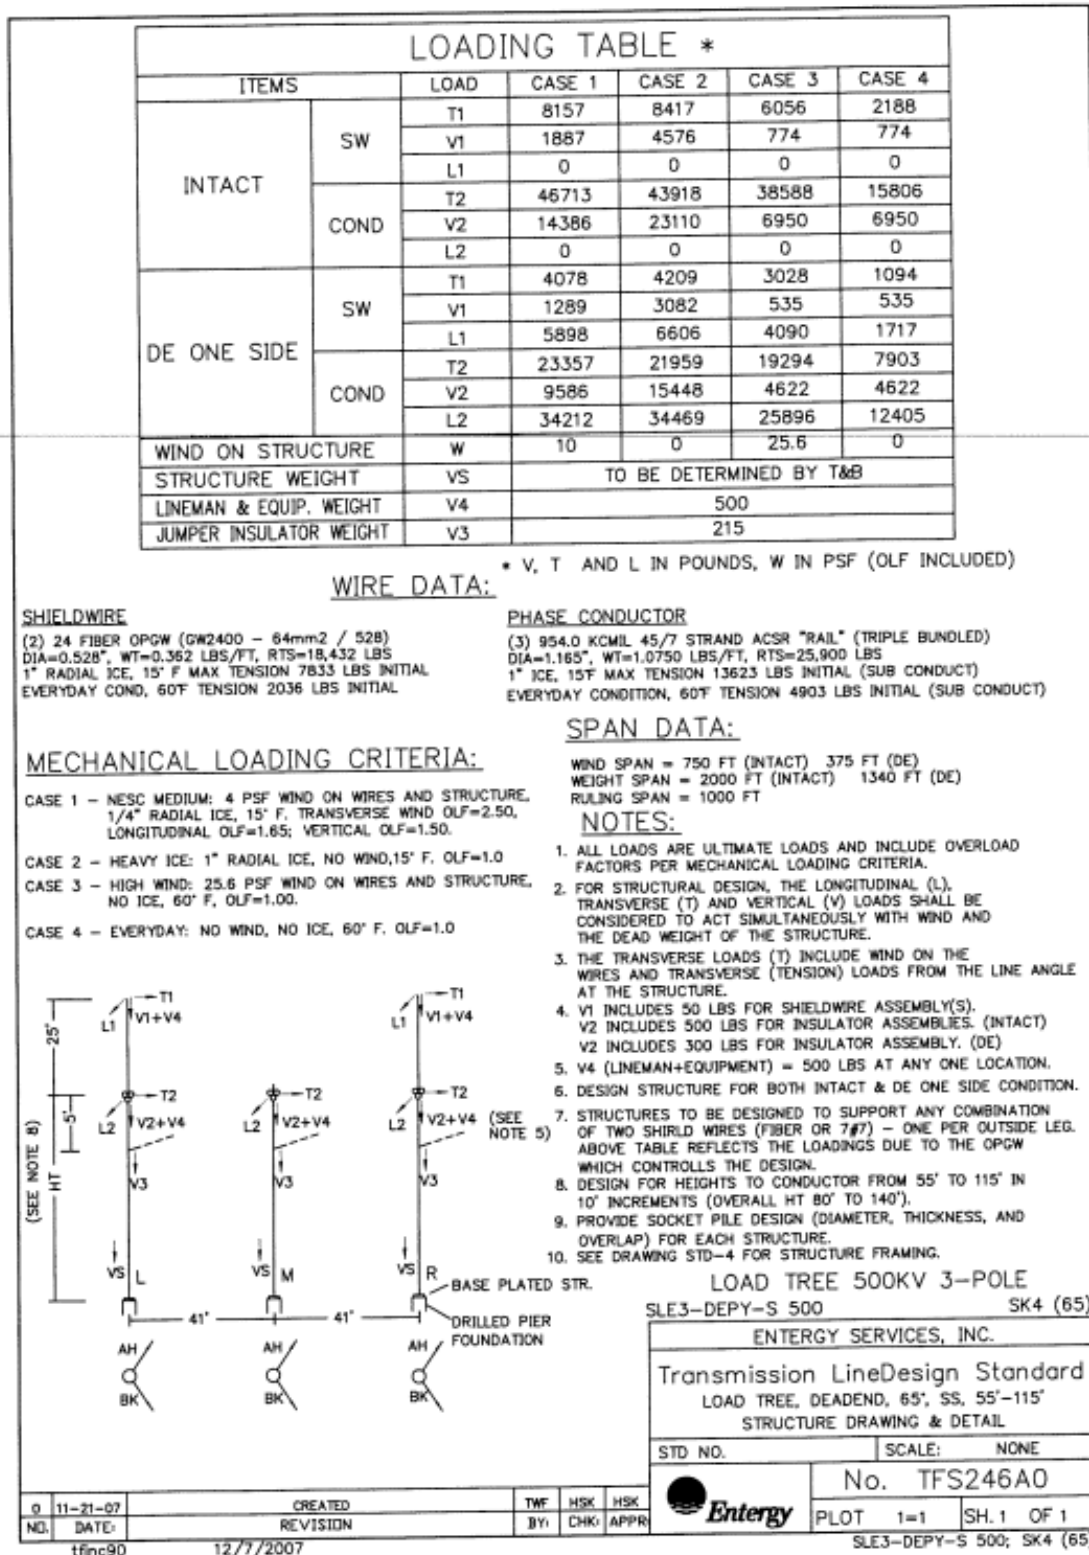 LOADING TABLE *
ITEMS LOAD CASE 1 CASE 2 CASE 3 CASE 4
INTACT SW T1 8157 8417 6056 2188
V1 1887 4576 774 774
L1 0 0 0 0
COND T2 46713 43918 38588 15806
V2 14386 23110 6950 6950
L2 0 0 0 0
DE ONE SIDE SW T1 4078 4209 3028 1094
V1 1289 3082 535 535
L1 5898 6606 4090 1717
COND T2 23357 21959 19294 7903
V2 9586 15448 4622 4622
L2 34212 34469 25896 12405
WIND ON STRUCTURE W 10 0 25.6 0
STRUCTURE WEIGHT VS TO BE DETERMINED BY T&B
LINEMAN & EQUIP. WEIGHT V4 500
JUMPER INSULATOR WEIGHT V3 215
* V, T AND L IN POUNDS, W IN PSF (OLF INCLUDED)
WIRE DATA:
SHIELDWIRE
(2) 24 FIBER OPGW (GW2400 - 64mm2 / 528)
DIA=0.528", WT=0.362 LBS/FT, RTS=18,432 LBS
1" RADIAL ICE, 15° F MAX TENSION 7833 LBS INITIAL
EVERYDAY COND, 60°F TENSION 2036 LBS INITIAL
PHASE CONDUCTOR
(3) 954.0 KCMIL 45/7 STRAND ACSR "RAIL" (TRIPLE BUNDLED)
DIA=1.165", WT=1.0750 LBS/FT, RTS=25,900 LBS
1" ICE, 15°F MAX TENSION 13623 LBS INITIAL (SUB CONDUCT)
EVERYDAY CONDITION, 60°F TENSION 4903 LBS INITIAL (SUB CONDUCT)
SPAN DATA:
WIND SPAN = 750 FT (INTACT) 375 FT (DE)
WEIGHT SPAN = 2000 FT (INTACT) 1340 FT (DE)
RULING SPAN = 1000 FT
MECHANICAL LOADING CRITERIA:
CASE 1 - NESC MEDIUM: 4 PSF WIND ON WIRES AND STRUCTURE,
1/4" RADIAL ICE, 15° F. TRANSVERSE WIND OLF=2.50,
LONGITUDINAL OLF=1.65; VERTICAL OLF=1.50.
CASE 2 - HEAVY ICE: 1" RADIAL ICE, NO WIND,15° F. OLF=1.0
CASE 3 - HIGH WIND: 25.6 PSF WIND ON WIRES AND STRUCTURE,
NO ICE, 60° F, OLF=1.00.
CASE 4 - EVERYDAY: NO WIND, NO ICE, 60° F. OLF=1.0
NOTES:
1. ALL LOADS ARE ULTIMATE LOADS AND INCLUDE OVERLOAD
FACTORS PER MECHANICAL LOADING CRITERIA.
2. FOR STRUCTURAL DESIGN, THE LONGITUDINAL (L),
TRANSVERSE (T) AND VERTICAL (V) LOADS SHALL BE
CONSIDERED TO ACT SIMULTANEOUSLY WITH WIND AND
THE DEAD WEIGHT OF THE STRUCTURE.
3. THE TRANSVERSE LOADS (T) INCLUDE WIND ON THE
WIRES AND TRANSVERSE (TENSION) LOADS FROM THE LINE ANGLE
AT THE STRUCTURE.
4. V1 INCLUDES 50 LBS FOR SHIELDWIRE ASSEMBLY(S).
V2 INCLUDES 500 LBS FOR INSULATOR ASSEMBLIES. (INTACT)
V2 INCLUDES 300 LBS FOR INSULATOR ASSEMBLY. (DE)
5. V4 (LINEMAN+EQUIPMENT) = 500 LBS AT ANY ONE LOCATION.
6. DESIGN STRUCTURE FOR BOTH INTACT & DE ONE SIDE CONDITION.
7. STRUCTURES TO BE DESIGNED TO SUPPORT ANY COMBINATION
OF TWO SHIRLD WIRES (FIBER OR 7#7) - ONE PER OUTSIDE LEG.
ABOVE TABLE REFLECTS THE LOADINGS DUE TO THE OPGW
WHICH CONTROLLS THE DESIGN.
8. DESIGN FOR HEIGHTS TO CONDUCTOR FROM 55' TO 115' IN
10' INCREMENTS (OVERALL HT 80' TO 140').
9. PROVIDE SOCKET PILE DESIGN (DIAMETER, THICKNESS, AND
OVERLAP) FOR EACH STRUCTURE.
10. SEE DRAWING STD-4 FOR STRUCTURE FRAMING.
T1 T1
L1 V1+V4 L1 V1+V4
25'
T2 T2 T2
5'
L2 V2+V4 L2 V2+V4 L2 V2+V4 (SEE
NOTE 5)
(SEE NOTE 8)
HT
V3 V3 V3
VS L VS M VS R
BASE PLATED STR.
41' 41'
DRILLED PIER
FOUNDATION
AH AH AH
BK BK BK
LOAD TREE 500KV 3-POLE
SLE3-DEPY-S 500 SK4 (65)
ENTERGY SERVICES, INC.
Transmission LineDesign Standard
LOAD TREE, DEADEND, 65°, SS, 55'-115'
STRUCTURE DRAWING & DETAIL
STD NO. SCALE: NONE
Entergy
No. TFS246A0
PLOT 1=1 SH. 1 OF 1
0 11-21-07 CREATED TWF HSK HSK
NO. DATE: REVISION BY: CHK: APPR:
tfinc90 12/7/2007
SLE3-DEPY-S 500; SK4 (65